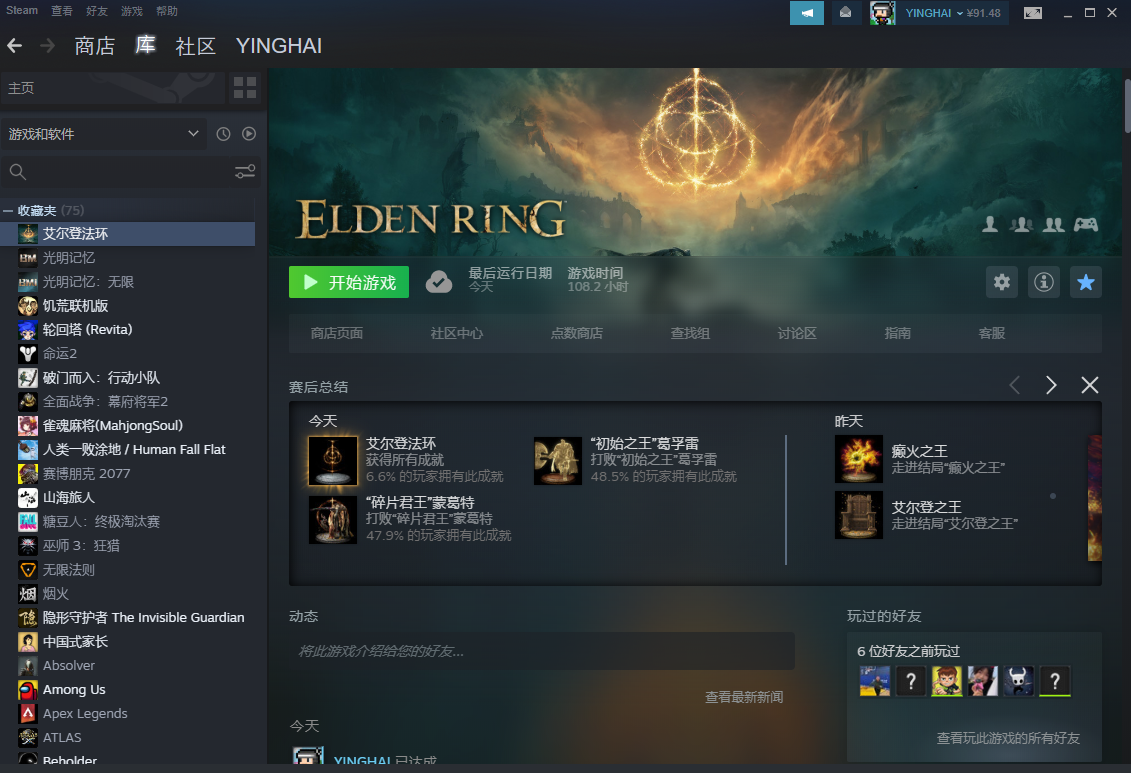 Steam 查看 好友 游戏 帮助
YINGHAI ¥91.48
商店 库 社区 YINGHAI
主页
游戏和软件
收藏夹 (75)
艾尔登法环
光明记忆
光明记忆：无限
饥荒联机版
轮回塔 (Revita)
命运2
破门而入：行动小队
全面战争：幕府将军2
雀魂麻将(MahjongSoul)
人类一败涂地 / Human Fall Flat
赛博朋克 2077
山海旅人
糖豆人：终极淘汰赛
巫师 3：狂猎
无限法则
烟火
隐形守护者 The Invisible Guardian
中国式家长
Absolver
Among Us
Apex Legends
ATLAS
Beholder
ELDEN RING
开始游戏
最后运行日期
今天
游戏时间
108.2 小时
商店页面 社区中心 点数商店 查找组 讨论区 指南 客服
赛后总结
今天
艾尔登法环
获得所有成就
6.6% 的玩家拥有此成就
“初始之王”葛孚雷
打败“初始之王”葛孚雷
48.5% 的玩家拥有此成就
“碎片君王”蒙葛特
打败“碎片君王”蒙葛特
47.9% 的玩家拥有此成就
昨天
癫火之王
走进结局“癫火之王”
艾尔登之王
走进结局“艾尔登之王”
动态
将此游戏介绍给您的好友...
查看最新新闻
今天
YINGHAI 已达成
玩过的好友
6 位好友之前玩过
? ?
查看玩此游戏的所有好友